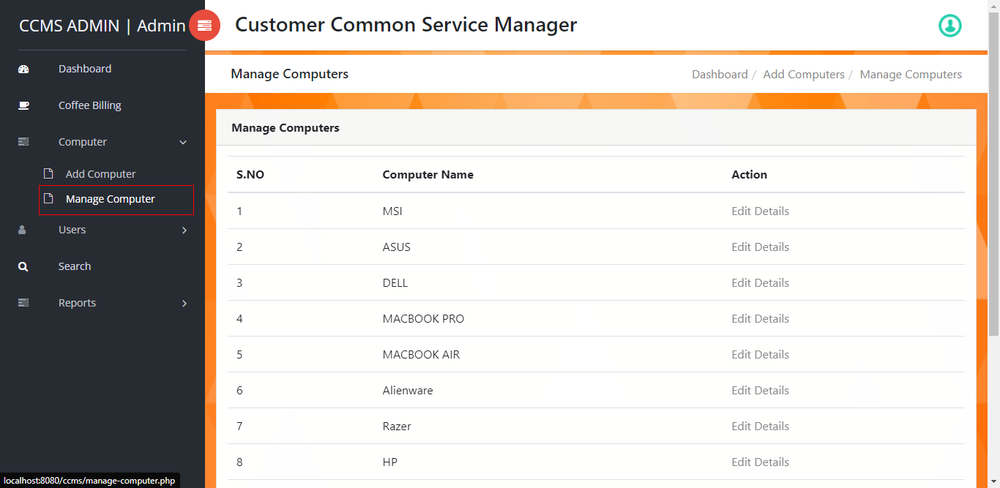 CCMS ADMIN | Admin
Customer Common Service Manager
Dashboard
Coffee Billing
Computer
Add Computer
Manage Computer
Users
Search
Reports
Manage Computers
Dashboard / Add Computers / Manage Computers
Manage Computers
S.NO Computer Name Action
1 MSI Edit Details
2 ASUS Edit Details
3 DELL Edit Details
4 MACBOOK PRO Edit Details
5 MACBOOK AIR Edit Details
6 Alienware Edit Details
7 Razer Edit Details
8 HP Edit Details
localhost:8080/ccms/manage-computer.php